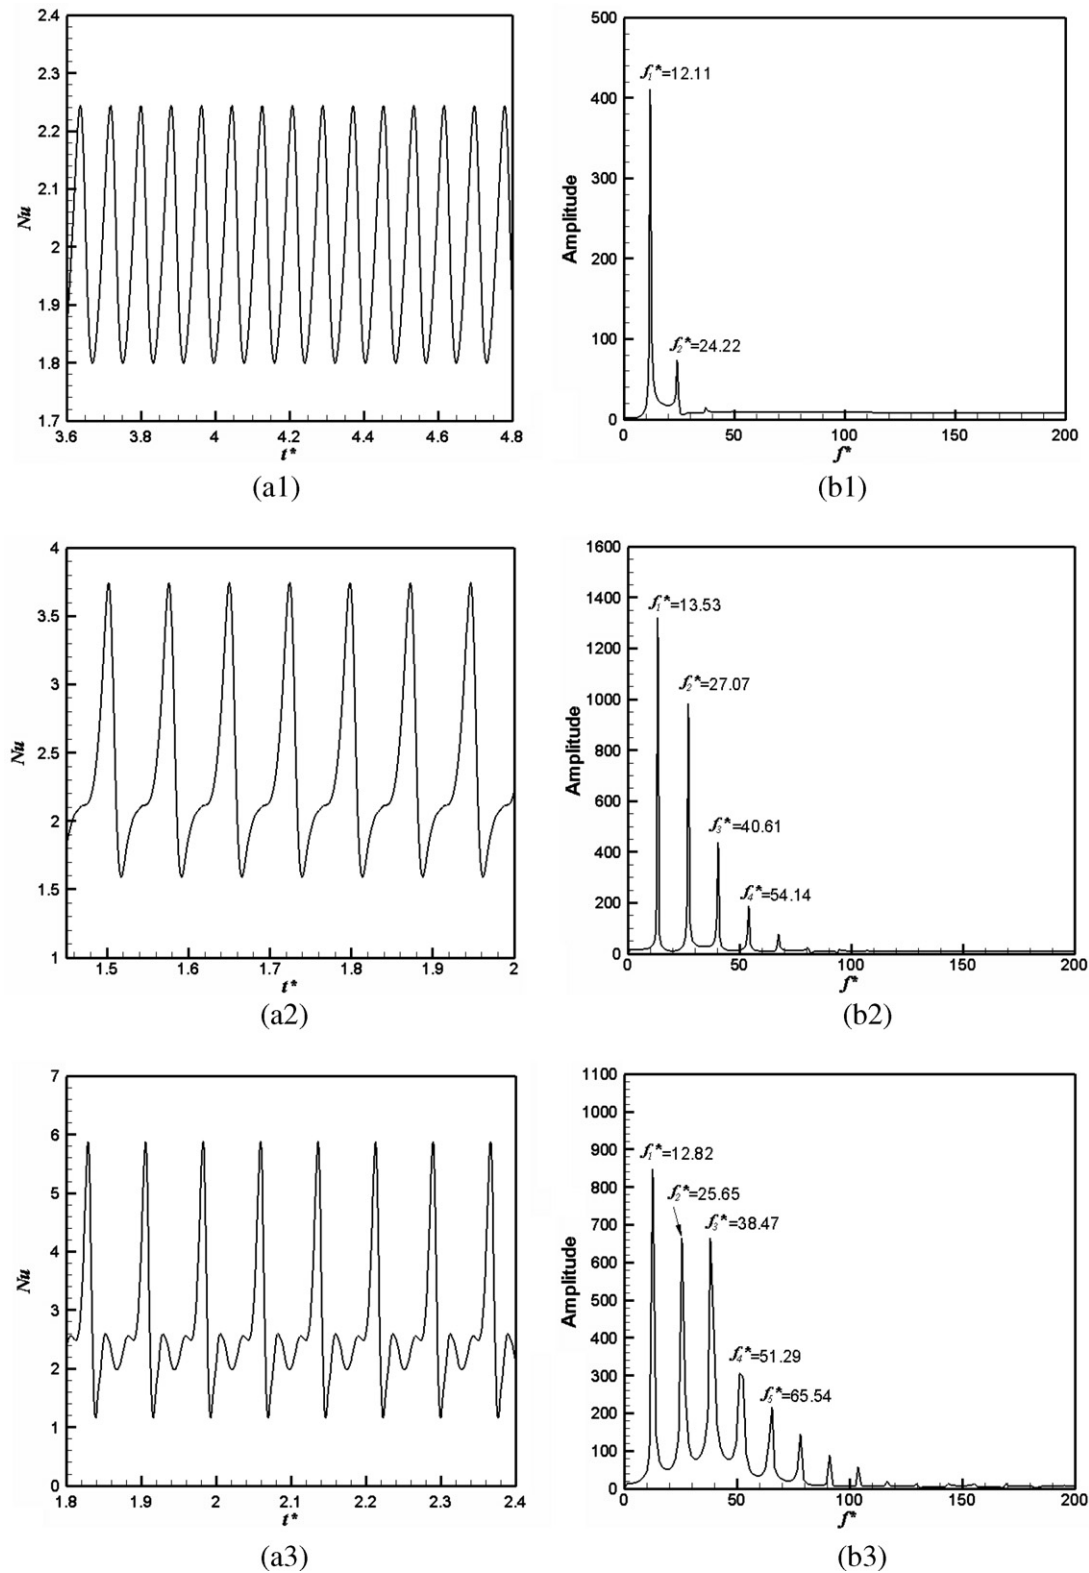 2.4
2.3
2.2
2.1
2
1.9
1.8
1.7
Nu
3.6 3.8 4 4.2 4.4 4.6 4.8
t*
(a1)
500
400
300
200
100
0
Amplitude
f₁*=12.11
f₂*=24.22
0 50 100 150 200
f*
(b1)
4
3.5
3
2.5
2
1.5
1
Nu
1.5 1.6 1.7 1.8 1.9 2
t*
(a2)
1600
1400
1200
1000
800
600
400
200
0
Amplitude
f₁*=13.53
f₂*=27.07
f₃*=40.61
f₄*=54.14
0 50 100 150 200
f*
(b2)
7
6
5
4
3
2
1
0
Nu
1.8 1.9 2 2.1 2.2 2.3 2.4
t*
(a3)
1100
1000
900
800
700
600
500
400
300
200
100
0
Amplitude
f₁*=12.82
f₂*=25.65
f₃*=38.47
f₄*=51.29
f₅*=65.54
0 50 100 150 200
f*
(b3)